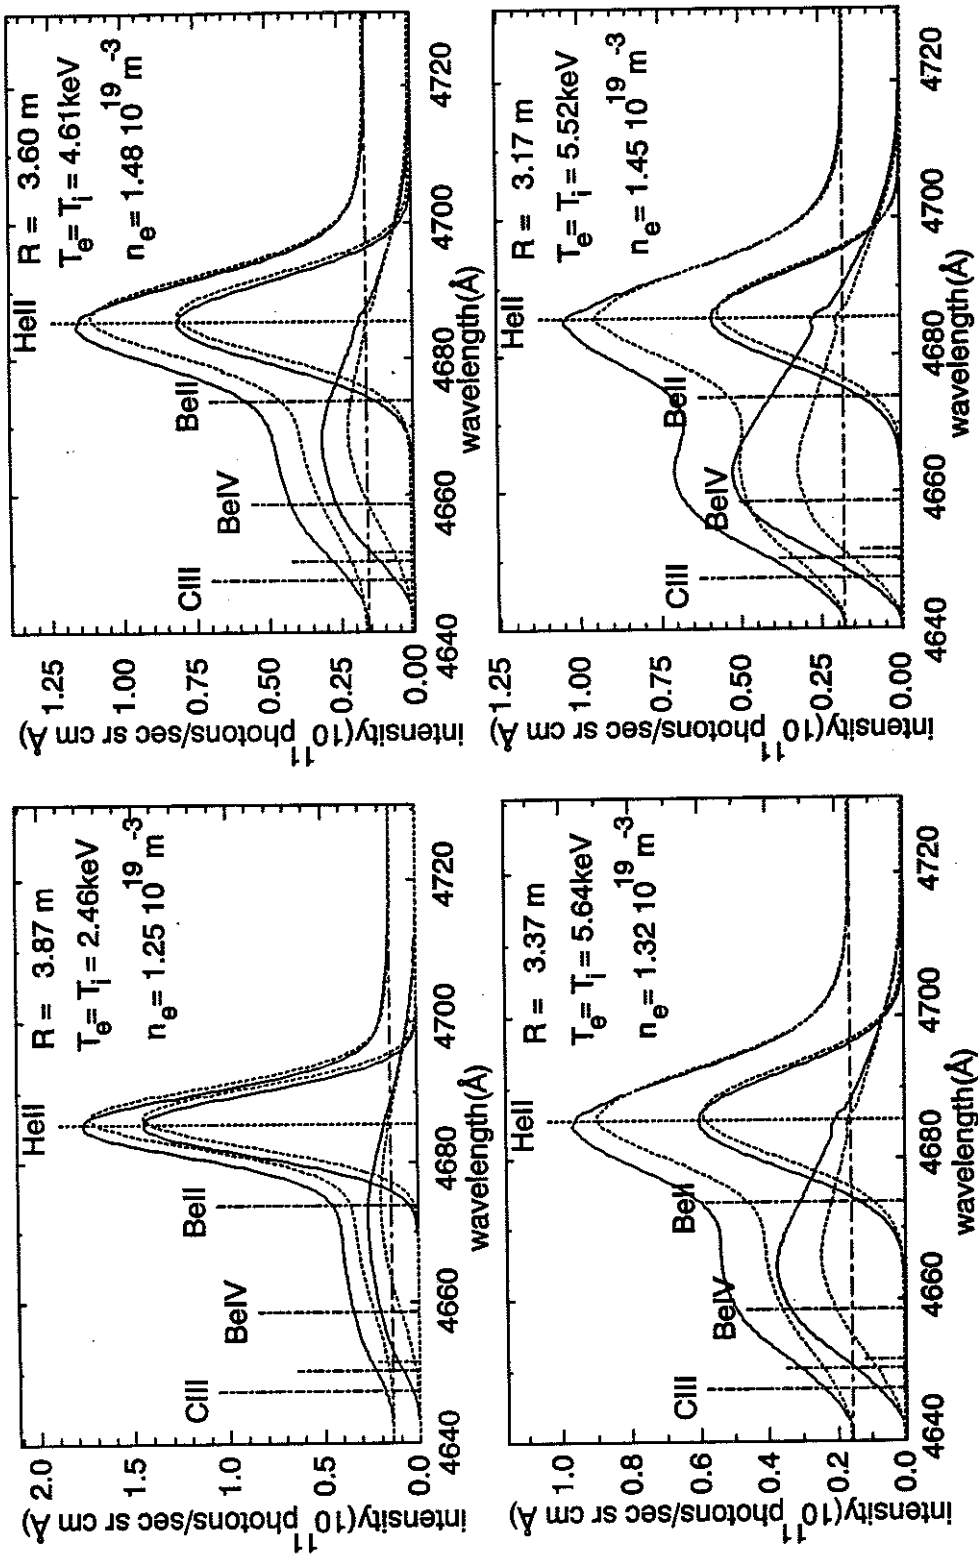 R = 3.87 m
Te= Ti = 2.46keV
ne= 1.25 10^19 m^-3
HeII
BeII
BeIV
CIII
2.0
1.5
1.0
0.5
0.0
intensity(10^11 photons/sec sr cm Å)
4640 4660 4680 4700 4720
wavelength(Å)
R = 3.60 m
Te= Ti = 4.61keV
ne= 1.48 10^19 m^-3
HeII
BeII
BeIV
CIII
1.25
1.00
0.75
0.50
0.25
0.00
intensity(10^11 photons/sec sr cm Å)
4640 4660 4680 4700 4720
wavelength(Å)
R = 3.37 m
Te= Ti = 5.64keV
ne= 1.32 10^19 m^-3
HeII
BeII
BeIV
CIII
1.0
0.8
0.6
0.4
0.2
0.0
intensity(10^11 photons/sec sr cm Å)
4640 4660 4680 4700 4720
wavelength(Å)
R = 3.17 m
Te= Ti = 5.52keV
ne= 1.45 10^19 m^-3
HeII
BeII
BeIV
CIII
1.25
1.00
0.75
0.50
0.25
0.00
intensity(10^11 photons/sec sr cm Å)
4640 4660 4680 4700 4720
wavelength(Å)